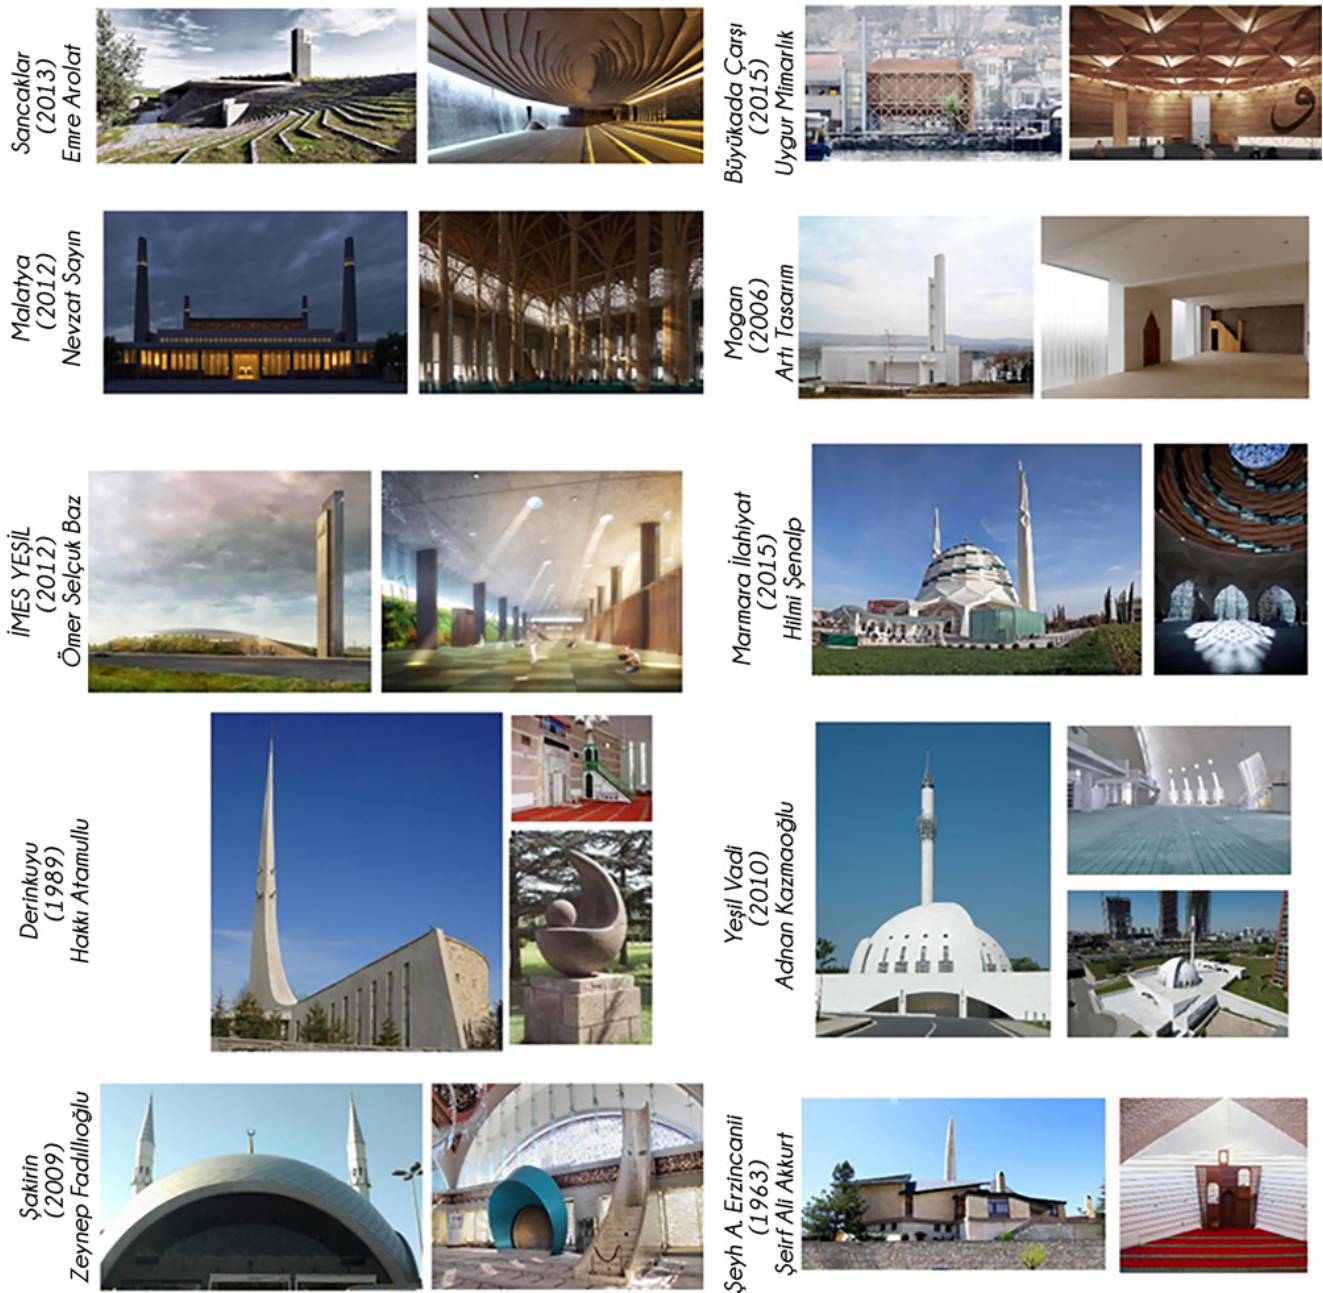 Sancaklar
(2013)
Emre Arolat
Büyükada Çarşı
(2015)
Uygur Mimarlık
Malatya
(2012)
Nevzat Sayın
Mogan
(2006)
Artı Tasarım
İMES YEŞİL
(2012)
Ömer Selçuk Baz
Marmara İlahiyat
(2015)
Hilmi Şenalp
Derinkuyu
(1989)
Hakkı Atamullu
Yeşil Vadi
(2010)
Adnan Kazmaoğlu
Şakirin
(2009)
Zeynep Fadıllıoğlu
Şeyh A. Erzincanii
(1963)
Şeirf Ali Akkurt